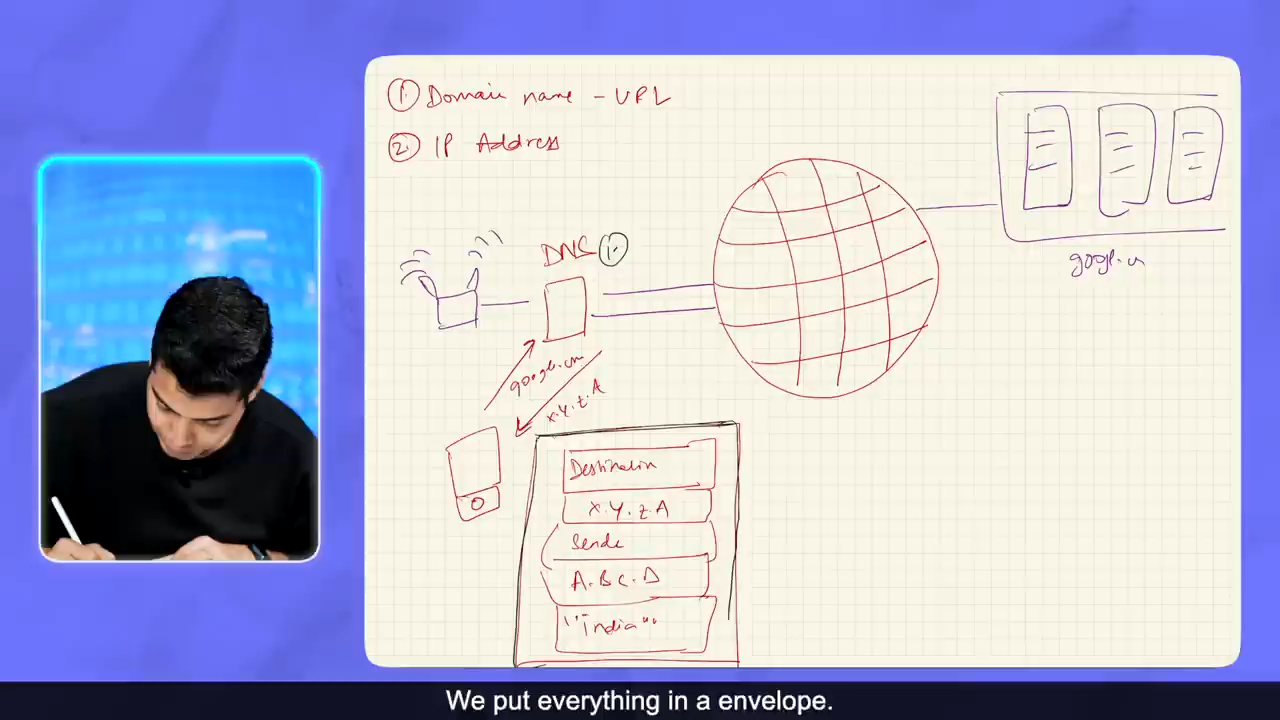 1. Domain name - URL
2. IP Address
DNS 1.
google.com
google.com
x.y.z.A
Destination
x.y.z.A
Sende
A.B.C.D
"India"
We put everything in a envelope.